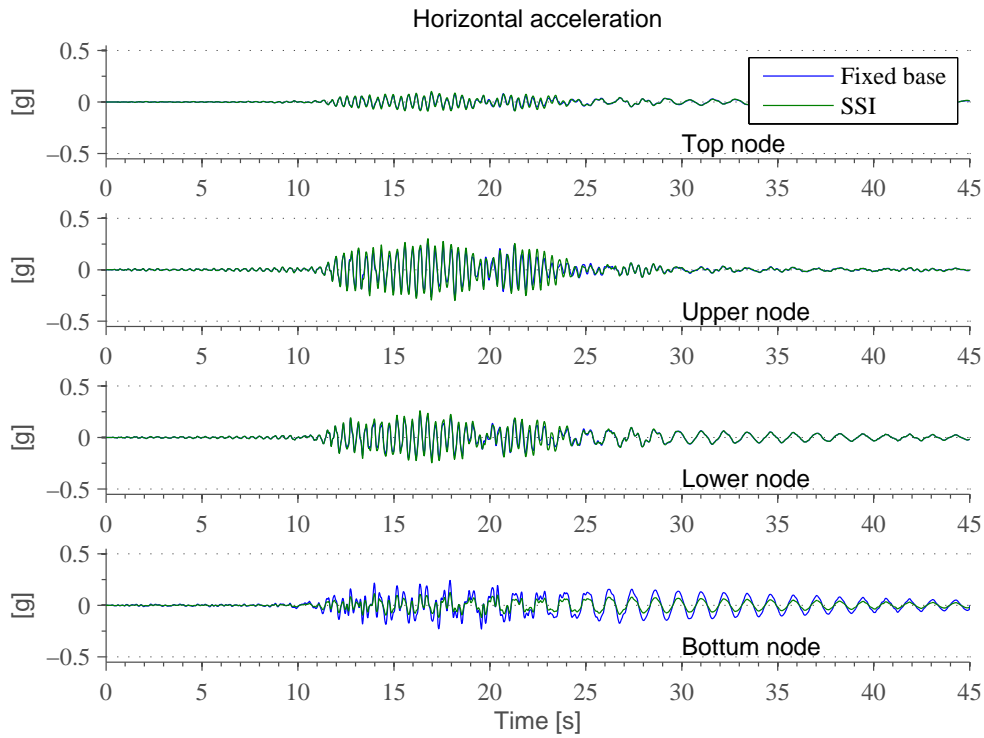 Horizontal acceleration
0.5
[g]
0
–0.5
Fixed base
SSI
Top node
0 5 10 15 20 25 30 35 40 45
0.5
[g]
0
–0.5
Upper node
0 5 10 15 20 25 30 35 40 45
0.5
[g]
0
–0.5
Lower node
0 5 10 15 20 25 30 35 40 45
0.5
[g]
0
–0.5
Bottum node
0 5 10 15 20 25 30 35 40 45
Time [s]